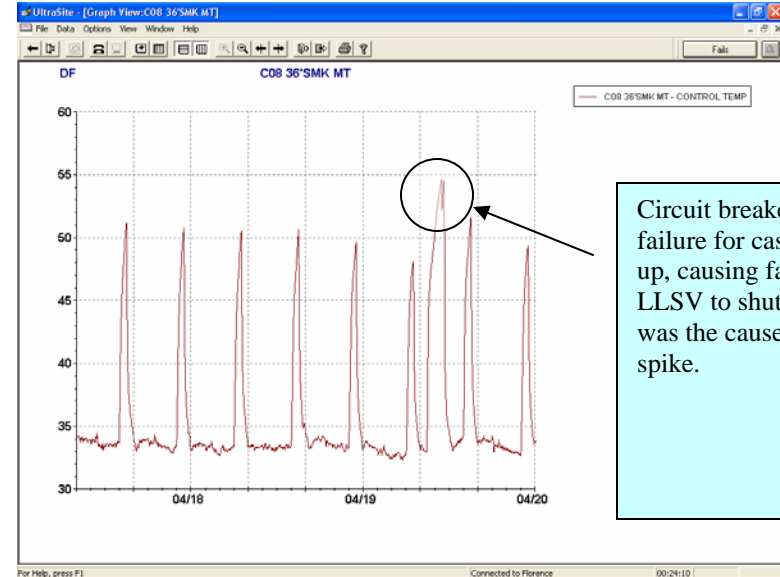 UltraSite - [Graph View:C08 36'SMK MT]
File Data Options View Window Help
Fails
DF
C08 36'SMK MT
C08 36'SMK MT - CONTROL TEMP
60
55
50
45
40
35
30
04/18
04/19
04/20
Circuit break
failure for
up, causing
LLSV to shut
was the cause
spike.
For Help, press F1
Connected to Florence
00:24:10